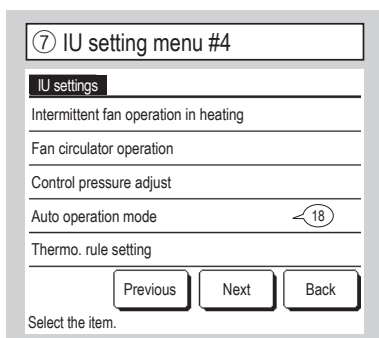 ⑦ IU setting menu #4
IU settings
Intermittent fan operation in heating
Fan circulator operation
Control pressure adjust
Auto operation mode 18
Thermo. rule setting
Previous Next Back
Select the item.